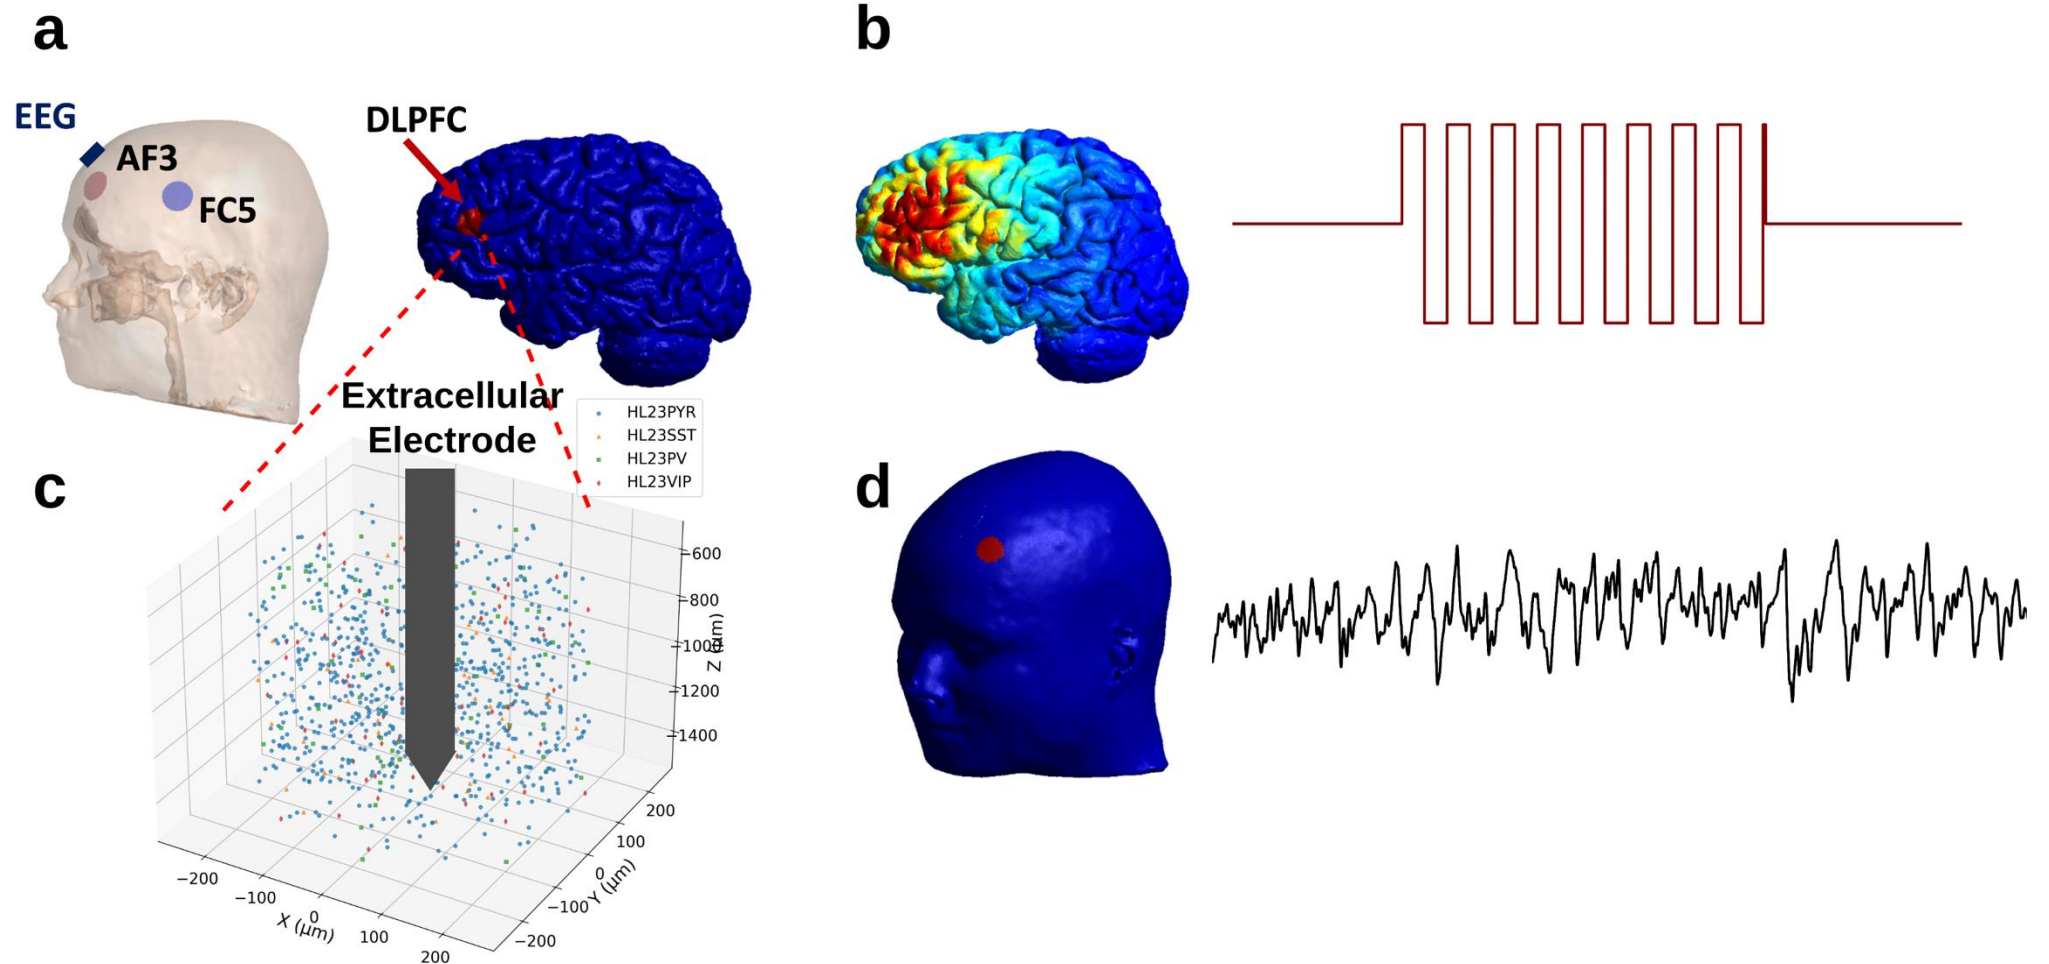 a
b
EEG
AF3
FC5
DLPFC
Extracellular
Electrode
HL23PYR
HL23SST
HL23PV
HL23VIP
c
d
−600
−800
−1000
−1200
−1400
Z (μm)
200
100
0
−100
−200
Y (μm)
−200
−100
0
100
200
X (μm)